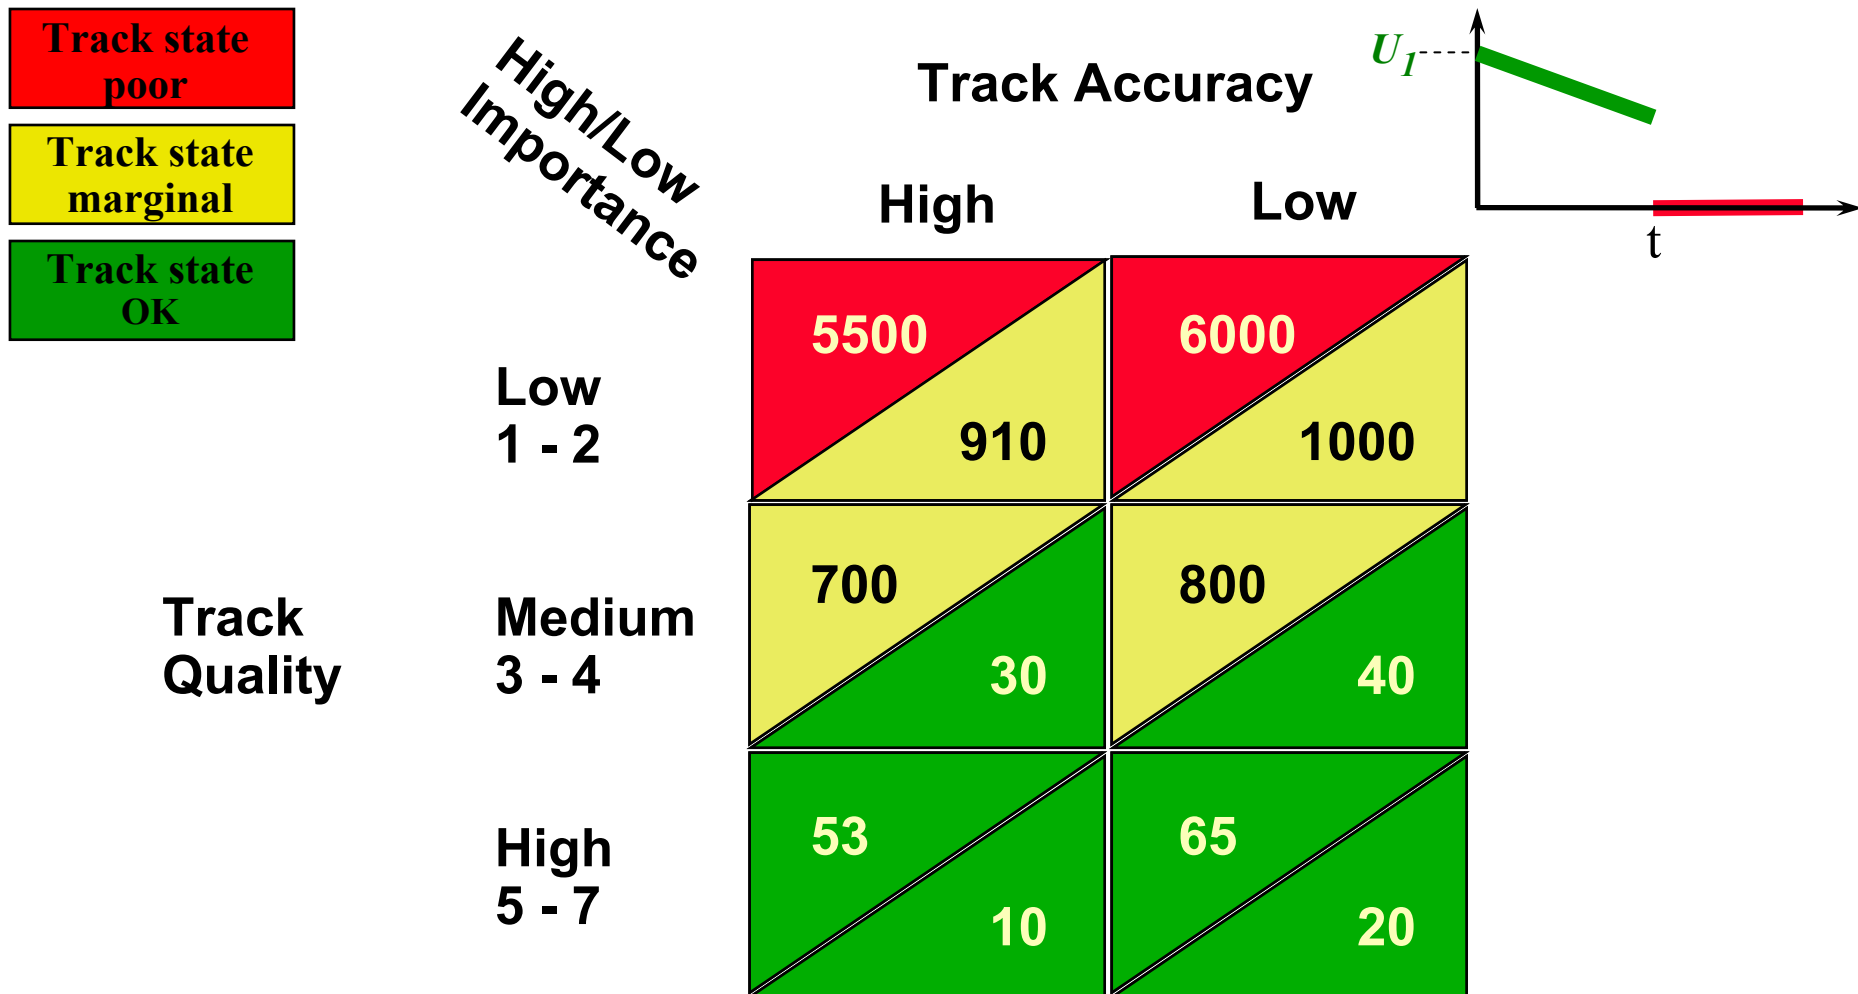 Track state
poor
Track state
marginal
Track state
OK
High/Low
Importance
Track Accuracy
High
Low
U1
t
Low
1 - 2
5500
910
6000
1000
Track
Quality
Medium
3 - 4
700
30
800
40
High
5 - 7
53
10
65
20